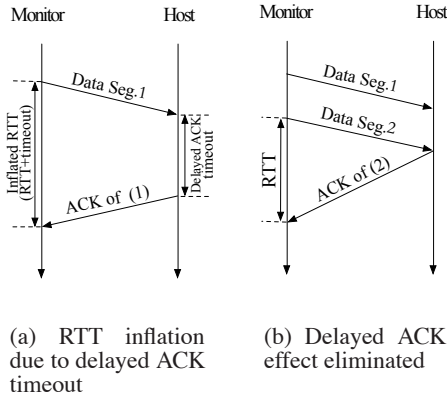 Monitor
Host
Data Seg.1
Inflated RTT
(RTT+timeout)
Delayed ACK
timeout
ACK of (1)
(a) RTT inflation
due to delayed ACK
timeout
Monitor
Host
Data Seg.1
Data Seg.2
RTT
ACK of (2)
(b) Delayed ACK
effect eliminated